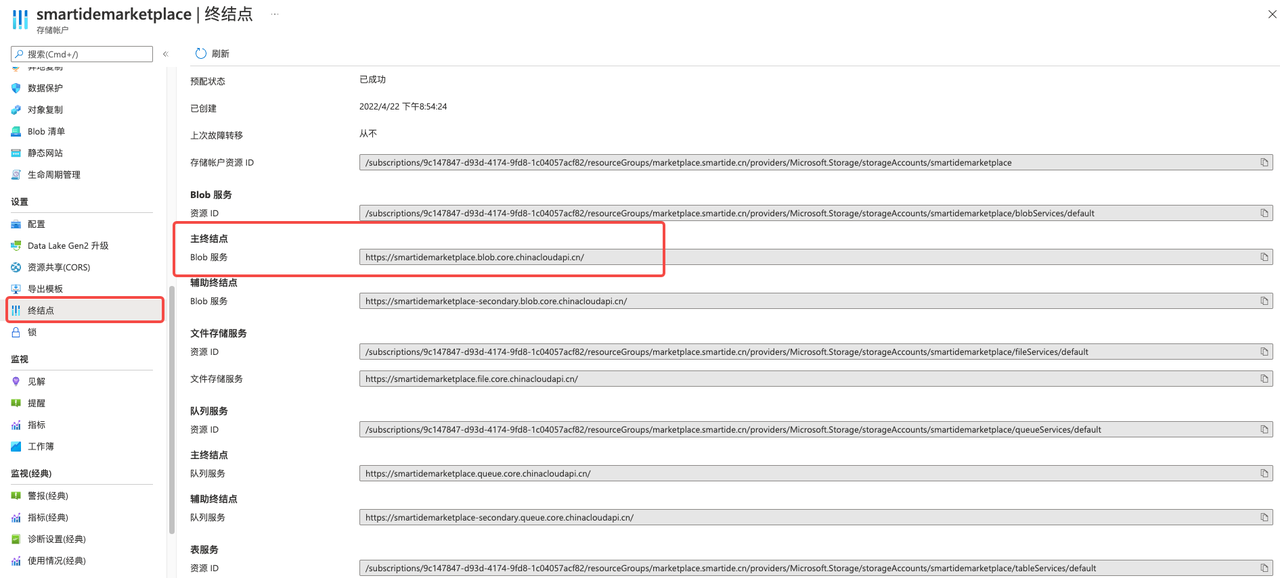 smartidemarketplace | 终结点 ...
存储帐户
搜索(Cmd+/)
刷新
异地复制
数据保护
对象复制
Blob 清单
静态网站
生命周期管理
设置
配置
Data Lake Gen2 升级
资源共享(CORS)
导出模板
终结点
锁
监视
见解
提醒
指标
工作簿
监视(经典)
警报(经典)
指标(经典)
诊断设置(经典)
使用情况(经典)
预配状态 已成功
已创建 2022/4/22 下午8:54:24
上次故障转移 从不
存储帐户资源 ID /subscriptions/9c147847-d93d-4174-9fd8-1c04057acf82/resourceGroups/marketplace.smartide.cn/providers/Microsoft.Storage/storageAccounts/smartidemarketplace
Blob 服务
资源 ID /subscriptions/9c147847-d93d-4174-9fd8-1c04057acf82/resourceGroups/marketplace.smartide.cn/providers/Microsoft.Storage/storageAccounts/smartidemarketplace/blobServices/default
主终结点
Blob 服务 https://smartidemarketplace.blob.core.chinacloudapi.cn/
辅助终结点
Blob 服务 https://smartidemarketplace-secondary.blob.core.chinacloudapi.cn/
文件存储服务
资源 ID /subscriptions/9c147847-d93d-4174-9fd8-1c04057acf82/resourceGroups/marketplace.smartide.cn/providers/Microsoft.Storage/storageAccounts/smartidemarketplace/fileServices/default
文件存储服务 https://smartidemarketplace.file.core.chinacloudapi.cn/
队列服务
资源 ID /subscriptions/9c147847-d93d-4174-9fd8-1c04057acf82/resourceGroups/marketplace.smartide.cn/providers/Microsoft.Storage/storageAccounts/smartidemarketplace/queueServices/default
主终结点
队列服务 https://smartidemarketplace.queue.core.chinacloudapi.cn/
辅助终结点
队列服务 https://smartidemarketplace-secondary.queue.core.chinacloudapi.cn/
表服务
资源 ID /subscriptions/9c147847-d93d-4174-9fd8-1c04057acf82/resourceGroups/marketplace.smartide.cn/providers/Microsoft.Storage/storageAccounts/smartidemarketplace/tableServices/default